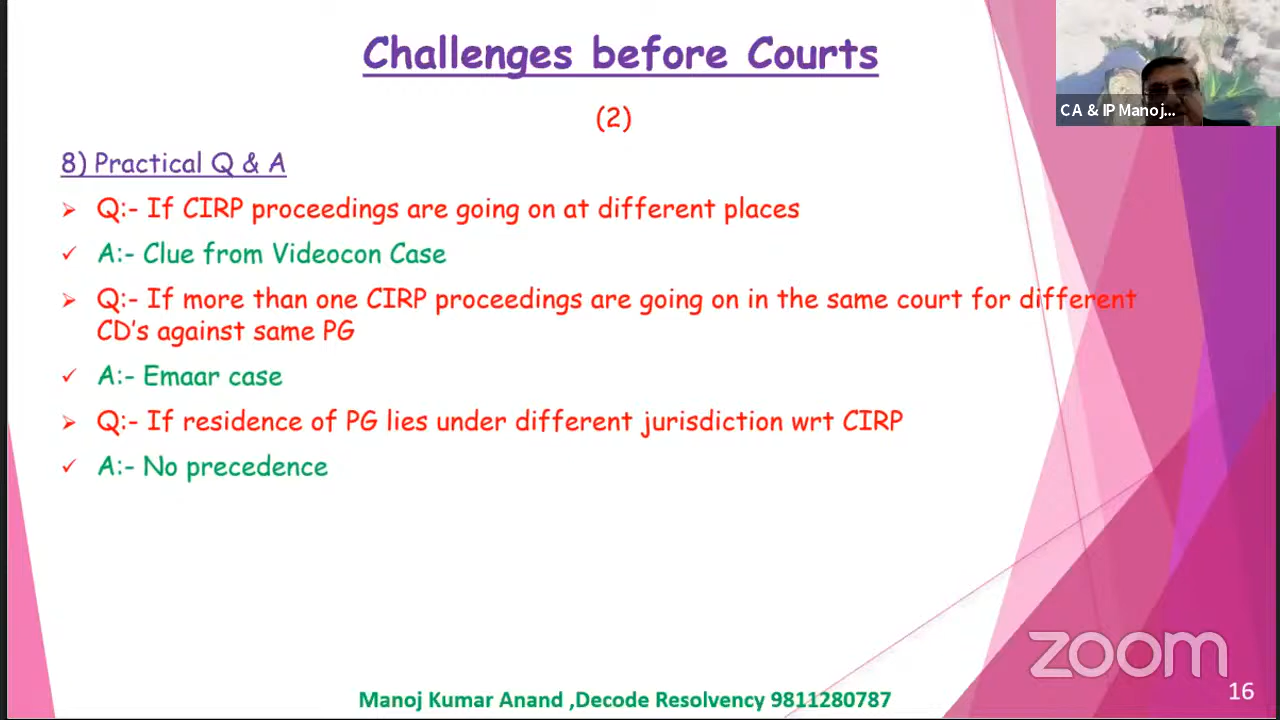 Challenges before Courts
(2)
CA & IP Manoj...
8) Practical Q & A
➢ Q:- If CIRP proceedings are going on at different places
✓ A:- Clue from Videocon Case
➢ Q:- If more than one CIRP proceedings are going on in the same court for different
CD's against same PG
✓ A:- Emaar case
➢ Q:- If residence of PG lies under different jurisdiction wrt CIRP
✓ A:- No precedence
zoom
Manoj Kumar Anand ,Decode Resolvency 9811280787
16